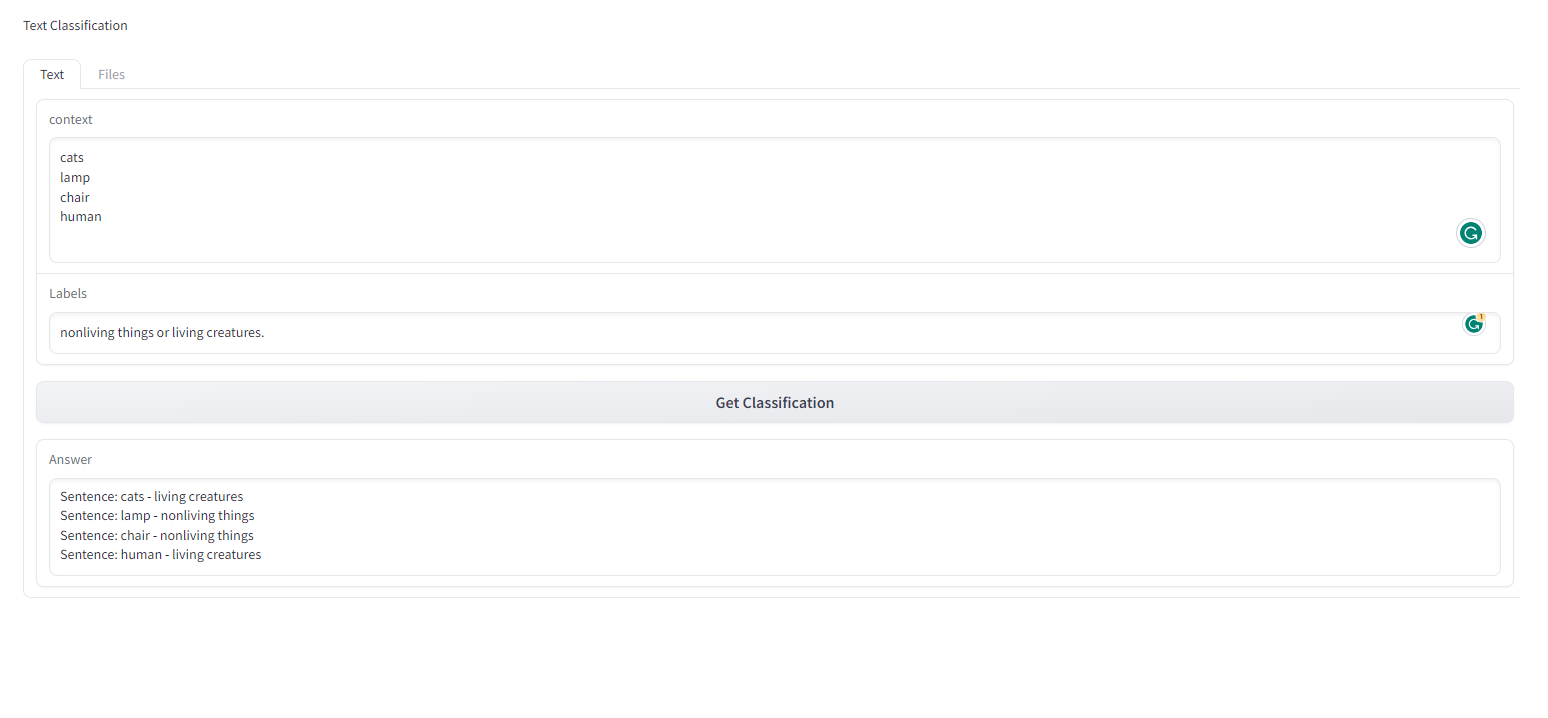 Text Classification
Text Files
context
cats
lamp
chair
human
Labels
nonliving things or living creatures.
1
Get Classification
Answer
Sentence: cats - living creatures
Sentence: lamp - nonliving things
Sentence: chair - nonliving things
Sentence: human - living creatures